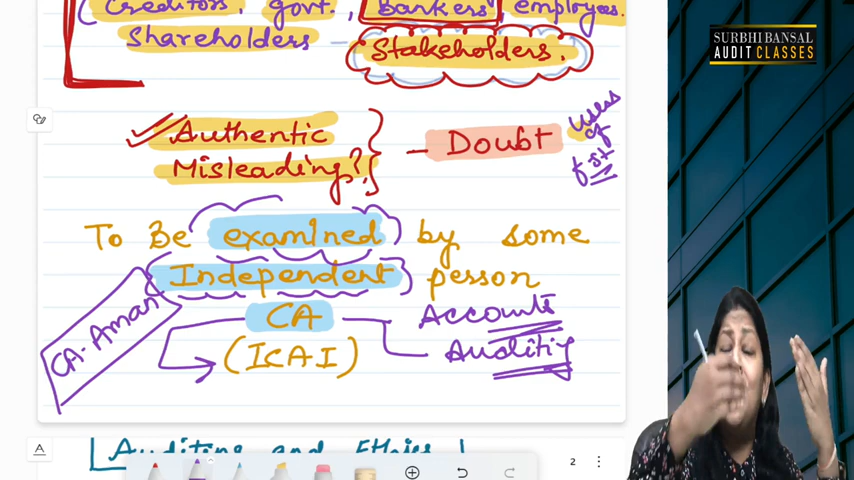 (Creditors, Govt, bankers, employees.
Shareholders – Stakeholders.
SURBHI BANSAL
AUDIT CLASSES
Authentic
Misleading? – Doubt
users
of
f.st
To Be examined by some
Independent person
CA-Aman
CA Accounts
(ICAI) Auditing
Auditing and Ethics
2